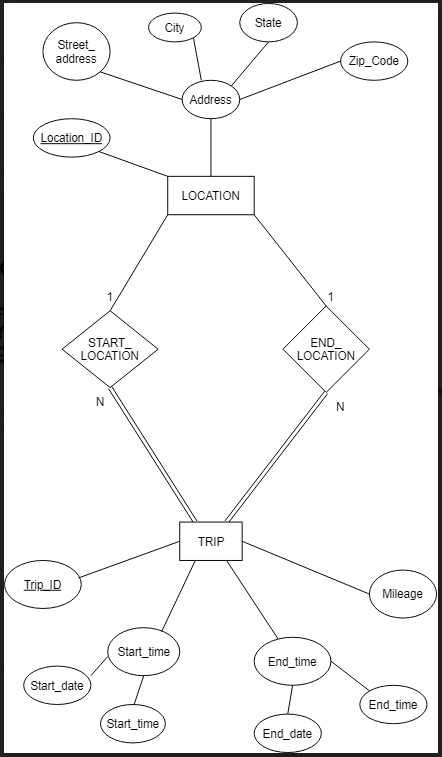 State
City
Street_
address
Zip_Code
Address
Location_ID
LOCATION
1
1
START_
LOCATION
END_
LOCATION
N
N
TRIP
Trip_ID
Mileage
Start_time
End_time
Start_date
End_time
Start_time
End_date